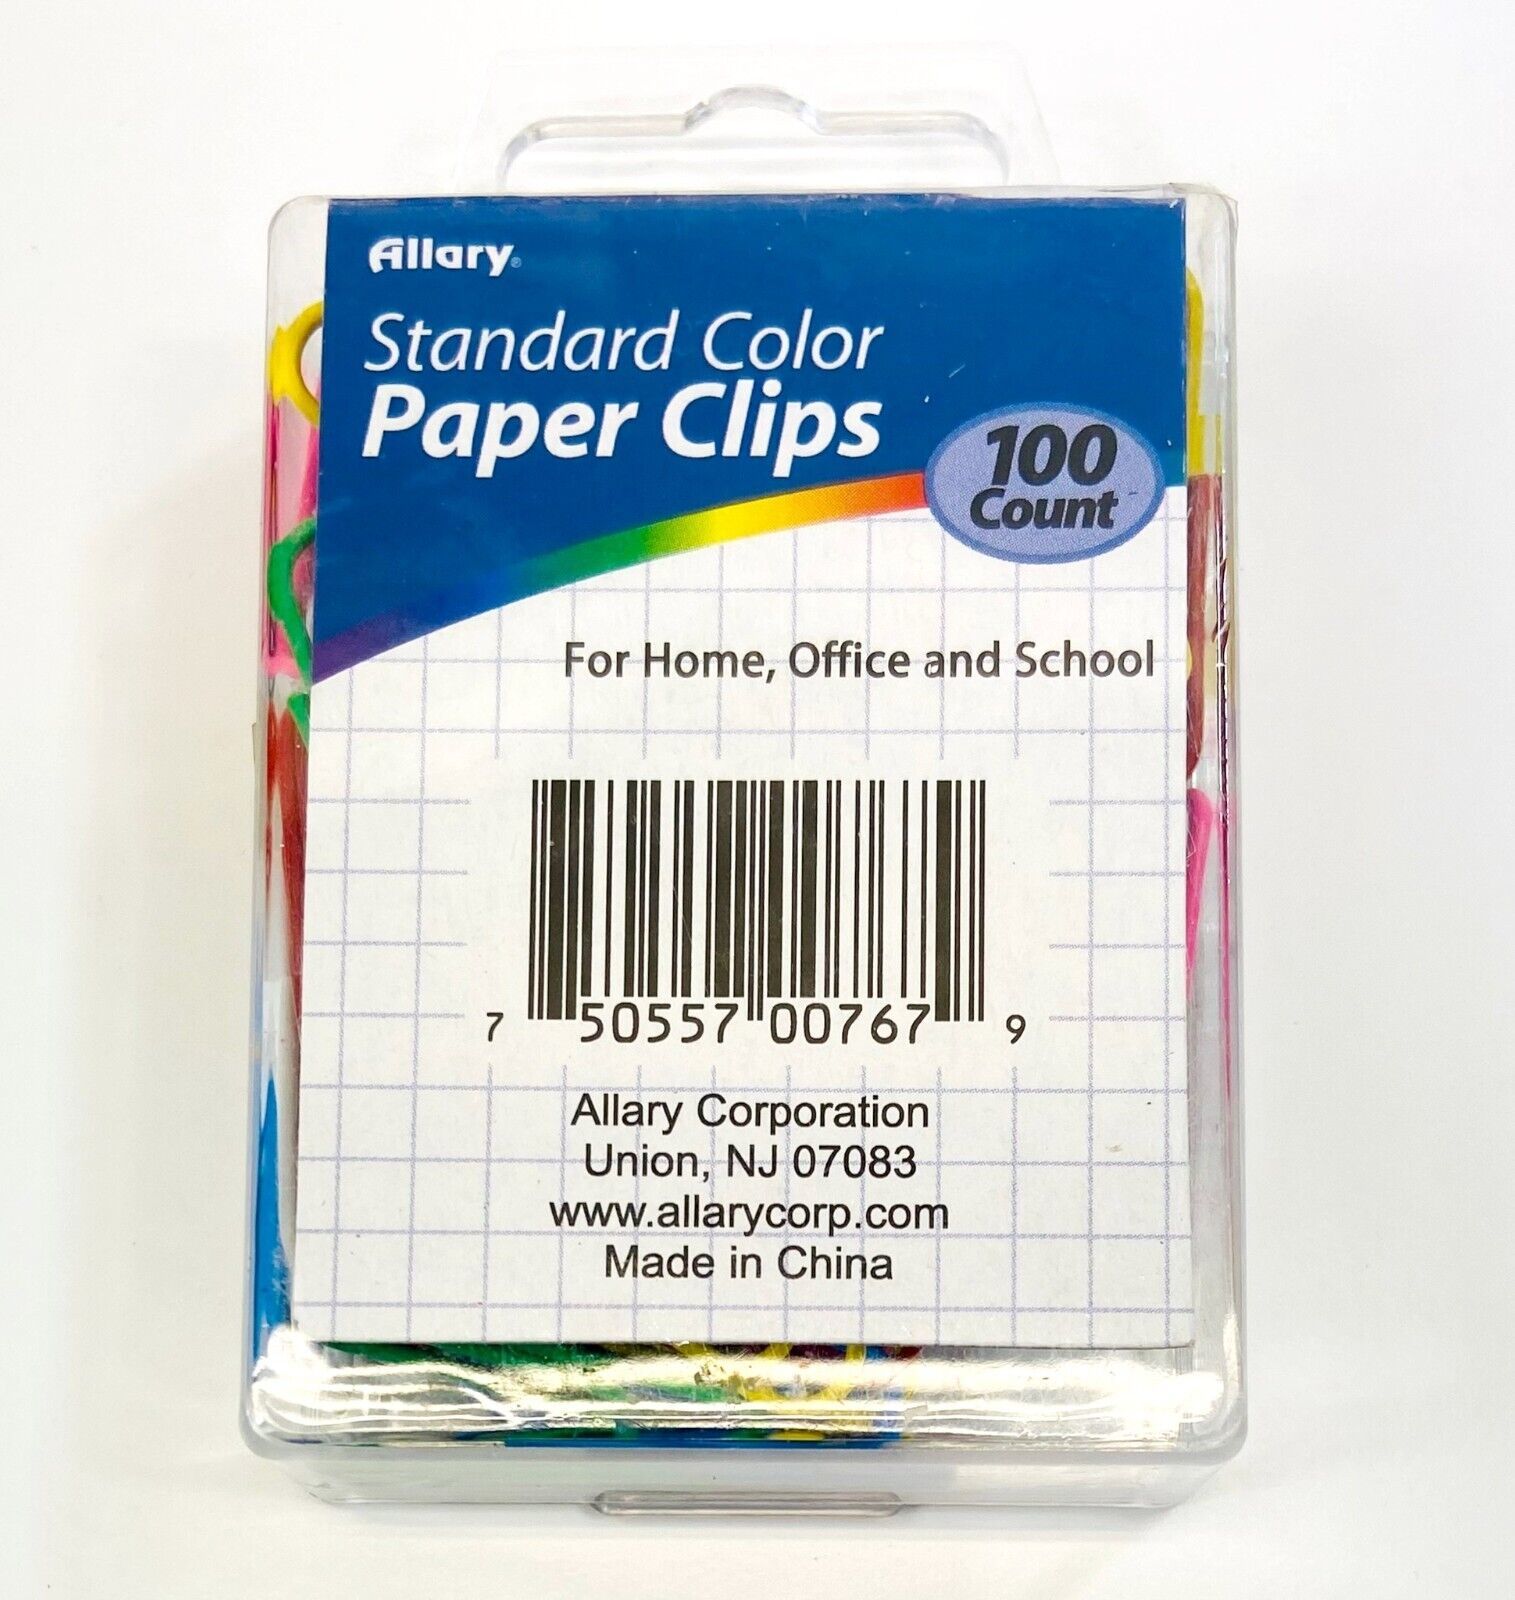 Allary®
Standard Color
Paper Clips
100
Count
For Home, Office and School
7 50557 00767 9
Allary Corporation
Union, NJ 07083
www.allarycorp.com
Made in China